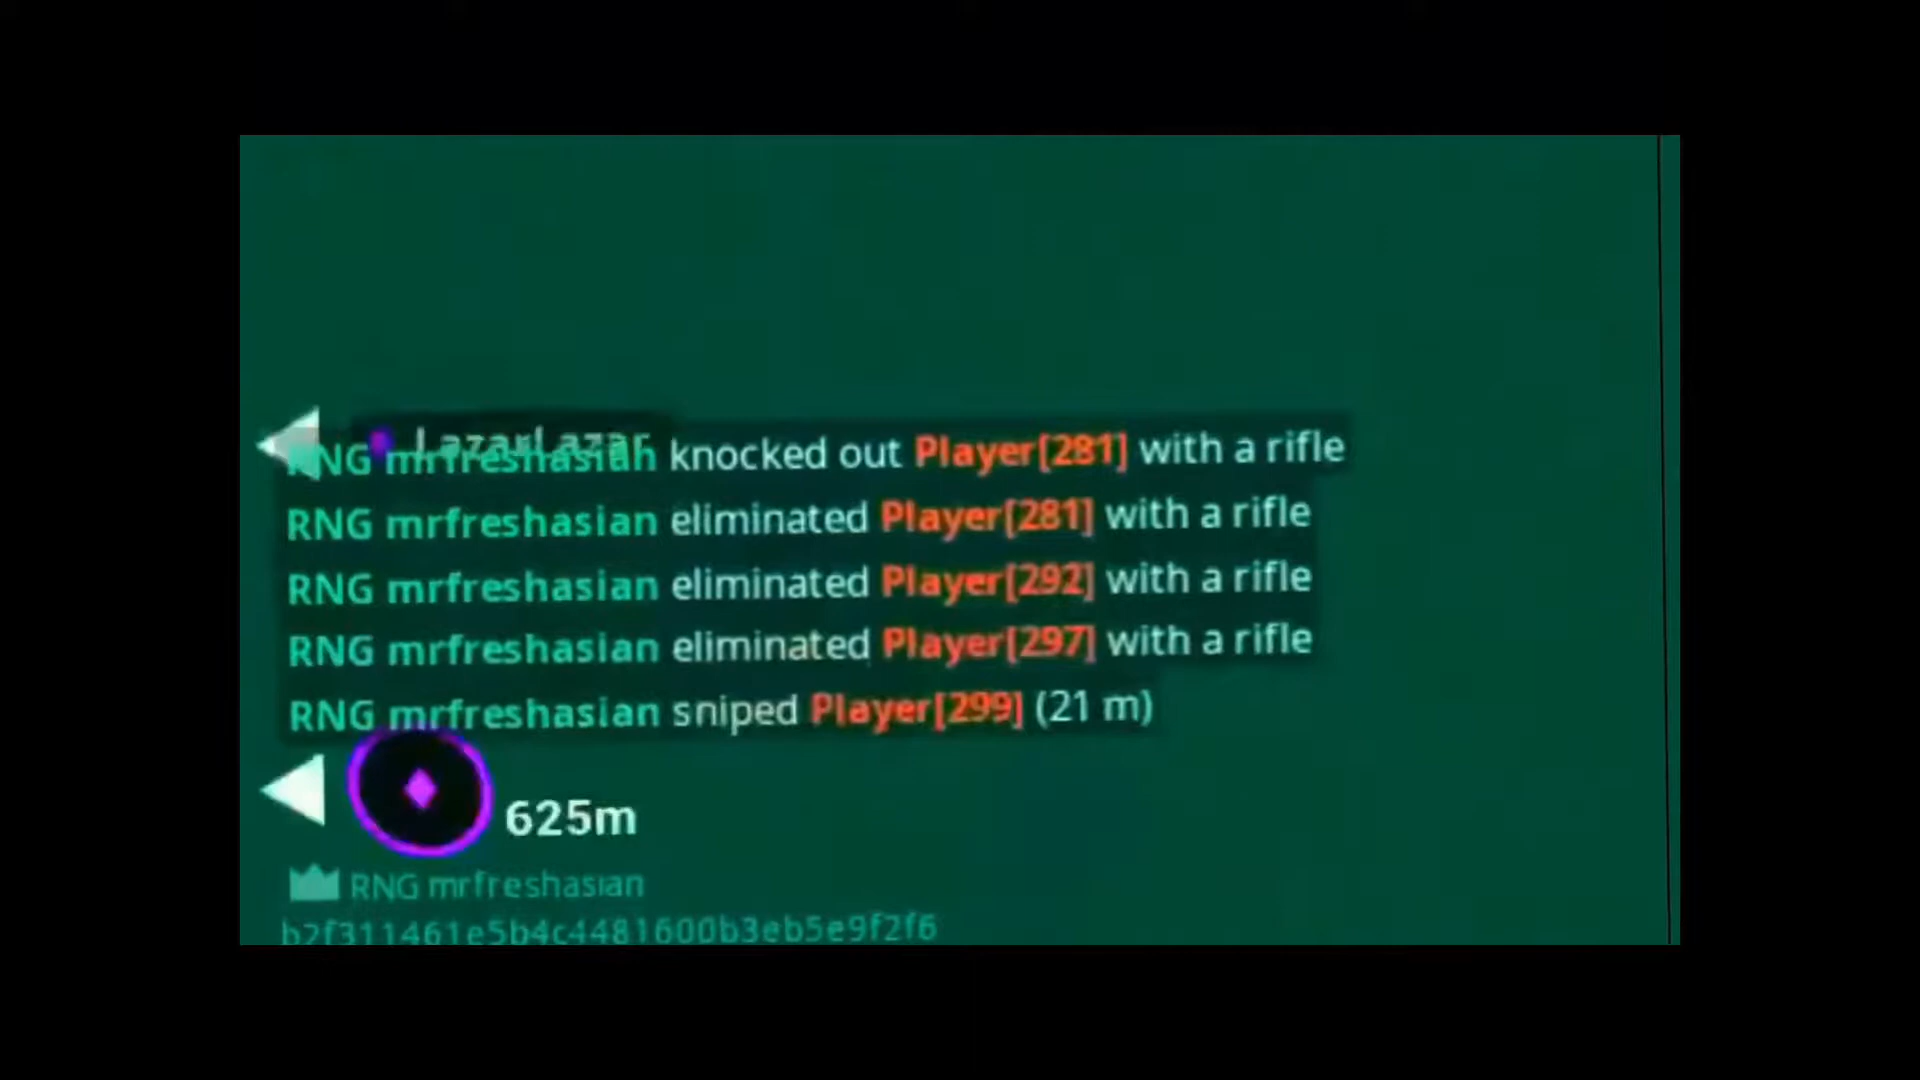 LazarLazar
RNG mrfreshasian knocked out Player[281] with a rifle
RNG mrfreshasian eliminated Player[281] with a rifle
RNG mrfreshasian eliminated Player[292] with a rifle
RNG mrfreshasian eliminated Player[297] with a rifle
RNG mrfreshasian sniped Player[299] (21 m)
625m
RNG mrfreshasian
b2f311461e5b4c4481600b3eb5e9f2f6